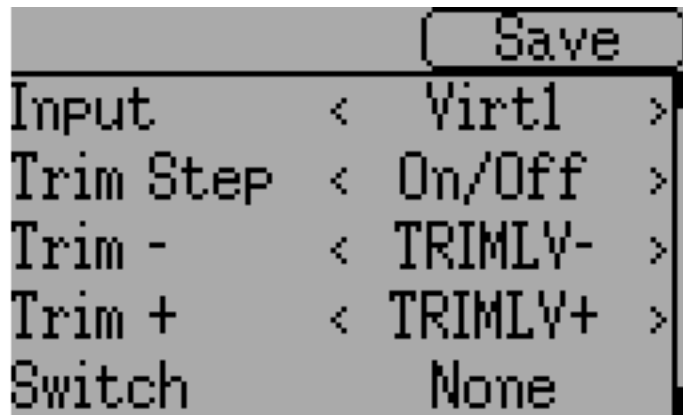 Save
Input < Virt1 >
Trim Step < On/Off >
Trim - < TRIMLV- >
Trim + < TRIMLV+ >
Switch None